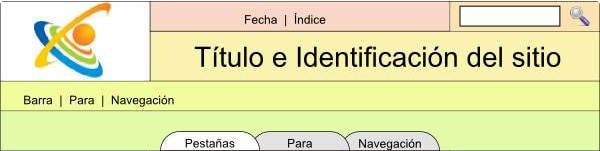 Fecha | Índice
Título e Identificación del sitio
Barra | Para | Navegación
Pestañas Para Navegación